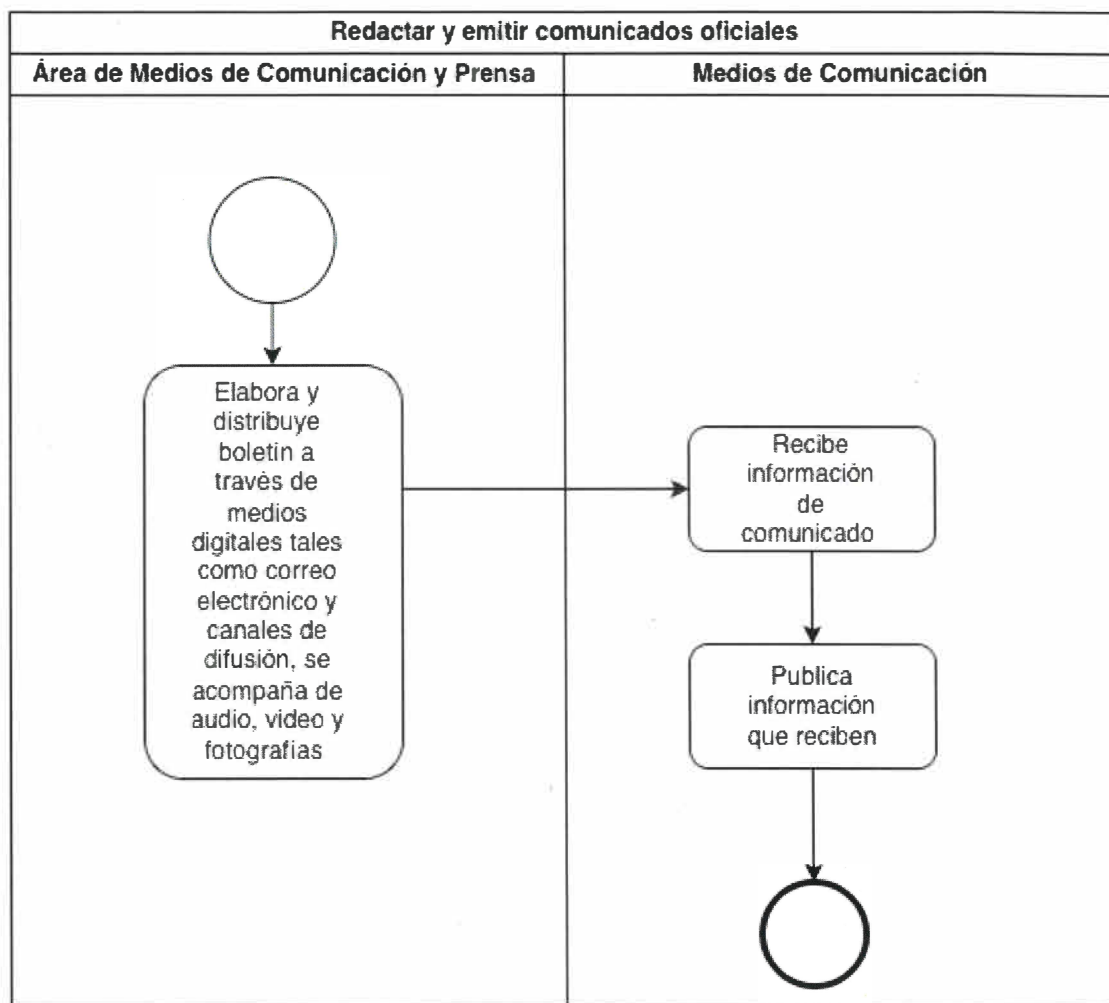 Redactar y emitir comunicados oficiales
Área de Medios de Comunicación y Prensa
Medios de Comunicación
Elabora y
distribuye
boletín a
través de
medios
digitales tales
como correo
electrónico y
canales de
difusión, se
acompaña de
audio, video y
fotografías
Recibe
información
de
comunicado
Publica
información
que reciben